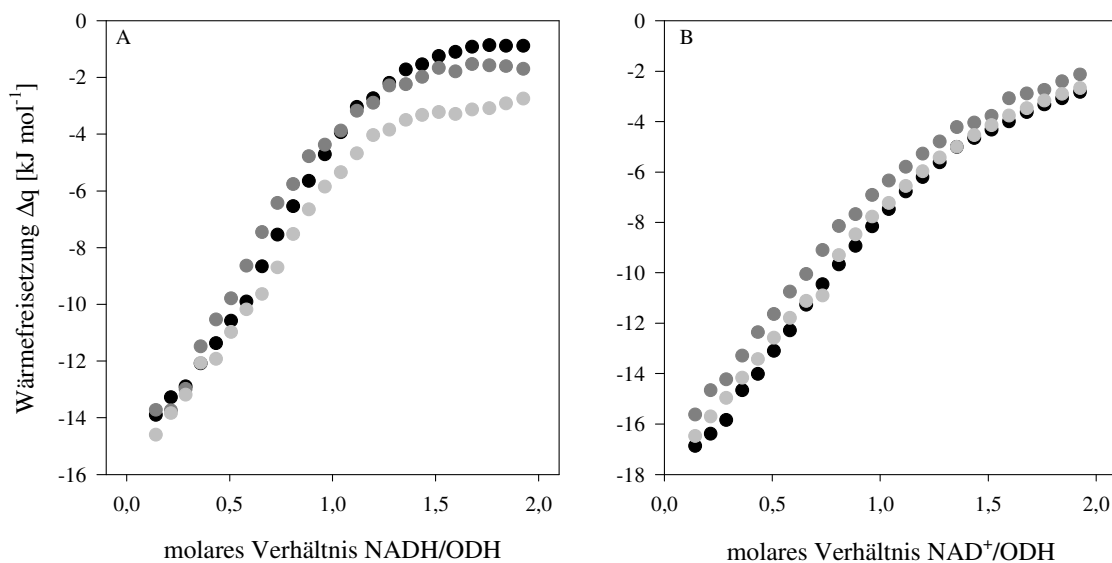 A
B
Wärmefreisetzung Δq [kJ mol⁻¹]
0
-2
-4
-6
-8
-10
-12
-14
-16
0,0 0,5 1,0 1,5 2,0
molares Verhältnis NADH/ODH
0
-2
-4
-6
-8
-10
-12
-14
-16
-18
0,0 0,5 1,0 1,5 2,0
molares Verhältnis NAD⁺/ODH